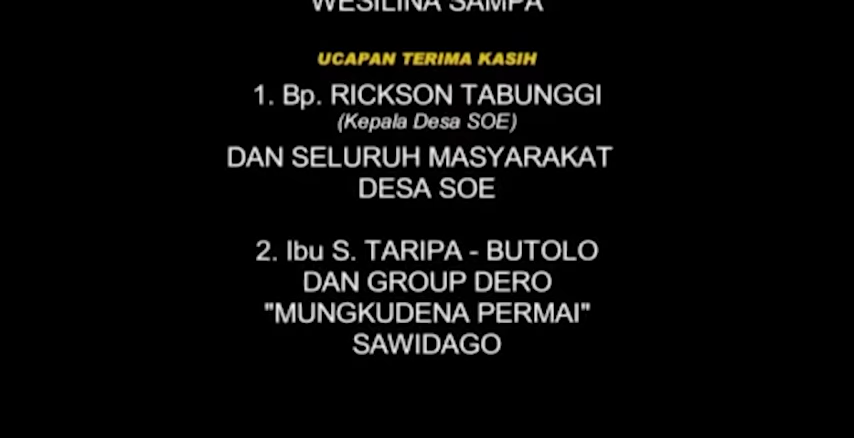 WESILINA SAMPA
UCAPAN TERIMA KASIH
1. Bp. RICKSON TABUNGGI
(Kepala Desa SOE)
DAN SELURUH MASYARAKAT
DESA SOE
2. Ibu S. TARIPA - BUTOLO
DAN GROUP DERO
"MUNGKUDENA PERMAI"
SAWIDAGO